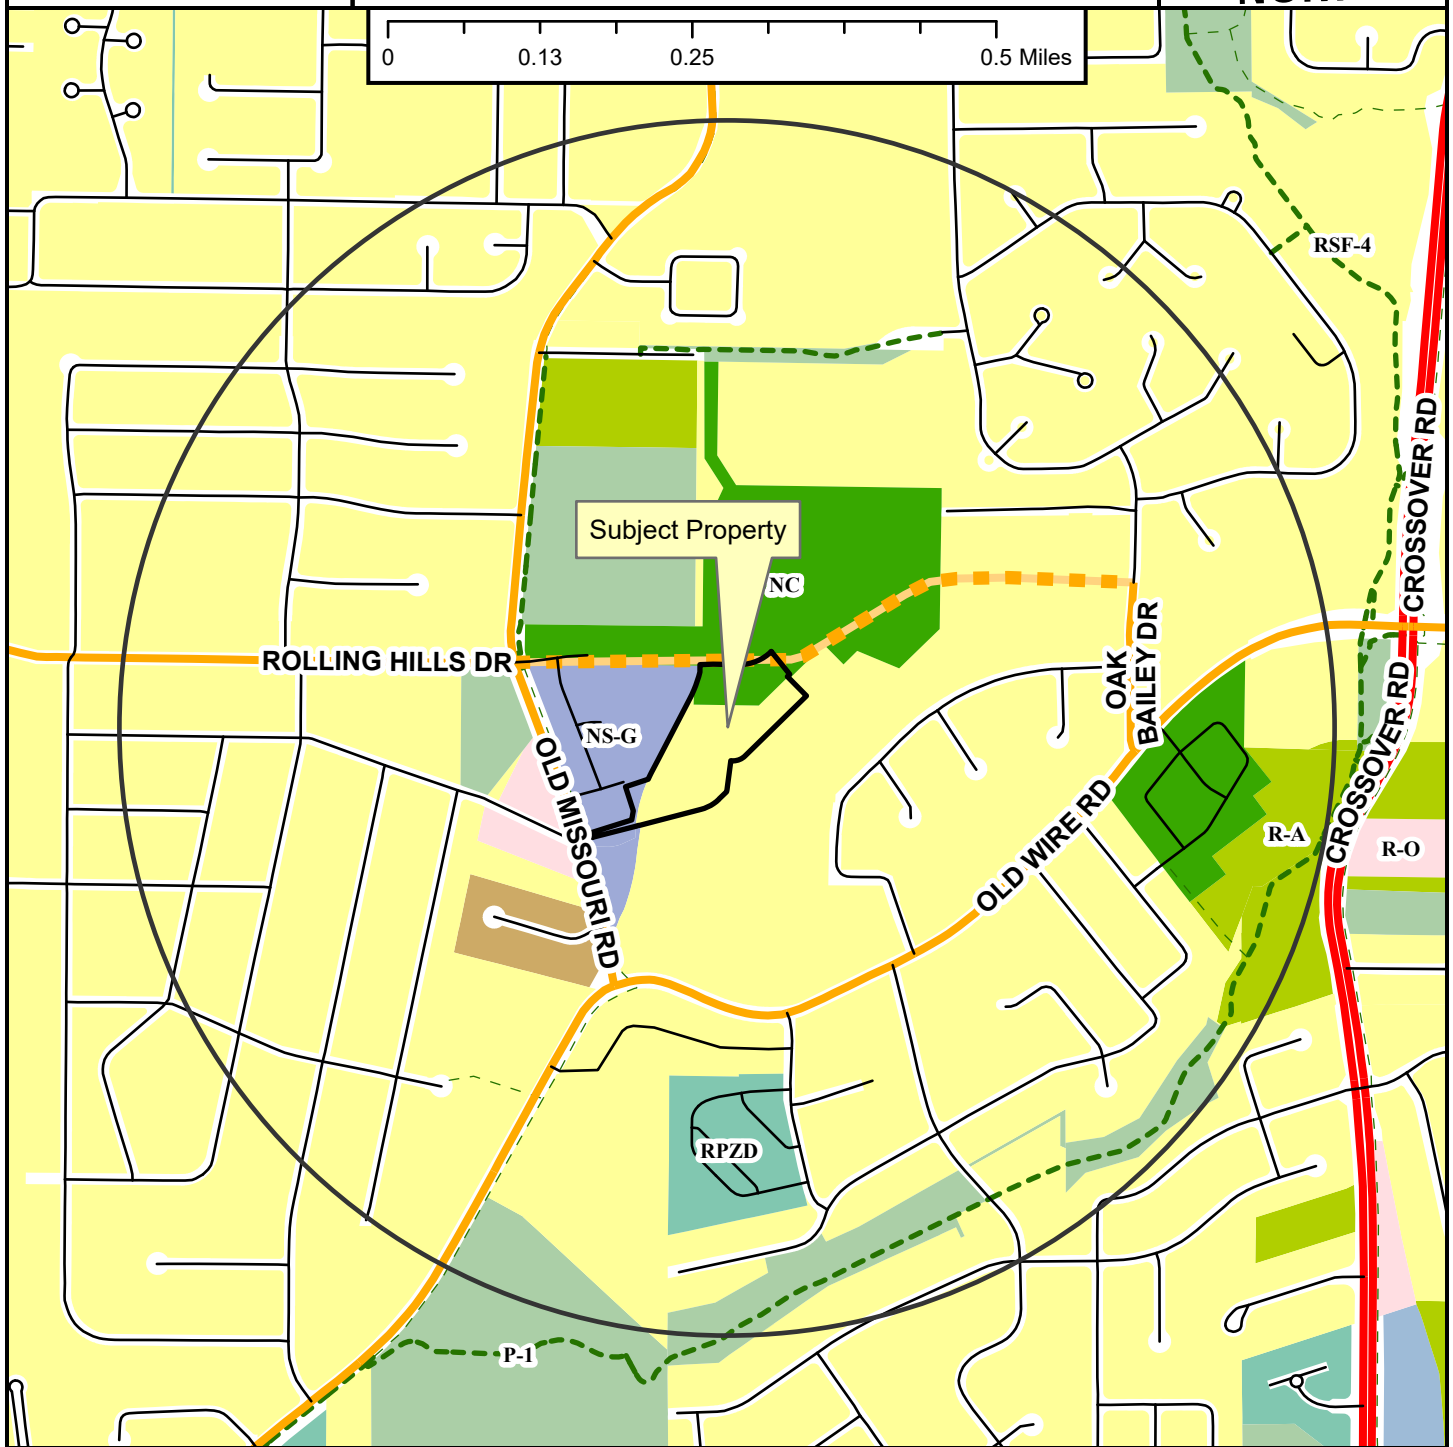 0 0.13 0.25 0.5 Miles
RSF-4
CROSSOVER RD
Subject Property
NC
ROLLING HILLS DR
OAK
BAILEY DR
NS-G
CROSSOVER RD
OLD MISSOURI RD
OLD WIRE RD
R-A
R-O
RPZD
P-1